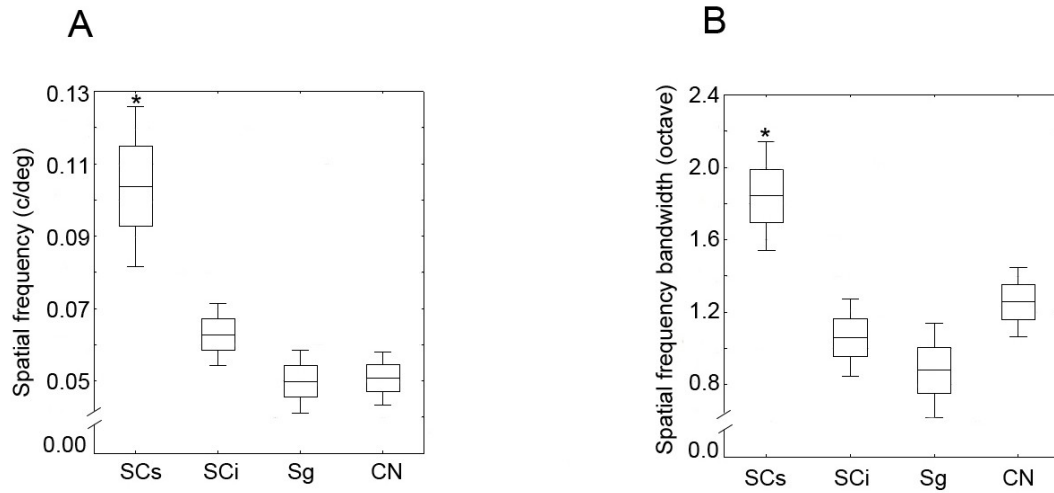 A
Spatial frequency (c/deg)
0.13
0.11
0.09
0.07
0.05
0.00
*
SCs SCi Sg CN
B
Spatial frequency bandwidth (octave)
2.4
2.0
1.6
1.2
0.8
0.0
*
SCs SCi Sg CN